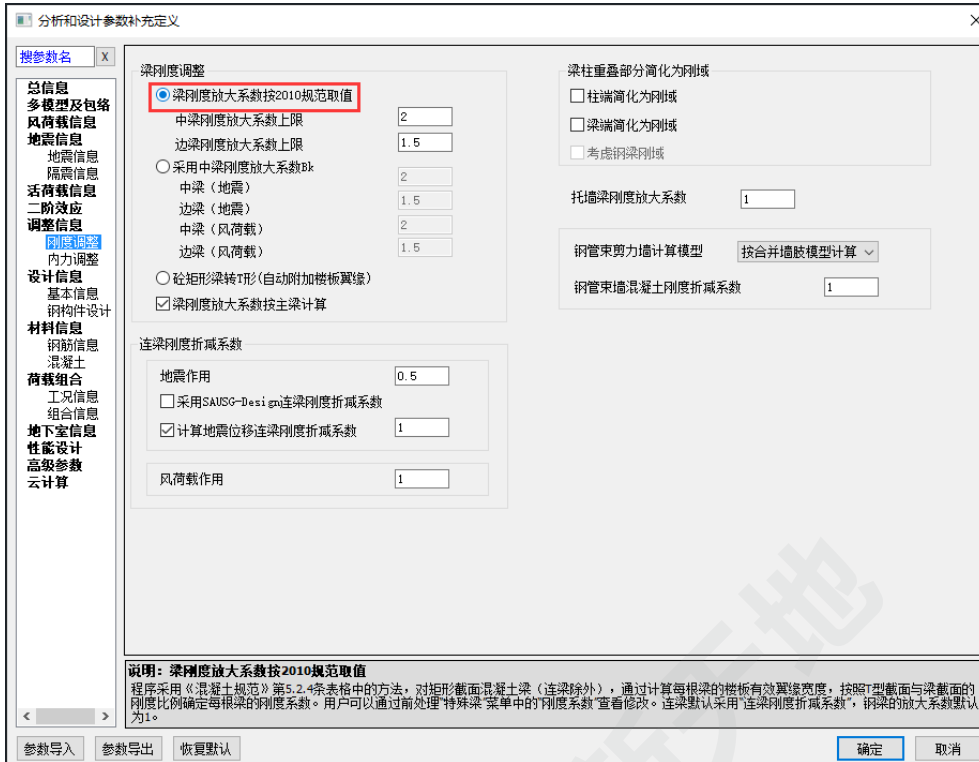 分析和设计参数补充定义
搜参数名 X
总信息
多模型及包络
风荷载信息
地震信息
地震信息
隔震信息
活荷载信息
二阶效应
调整信息
刚度调整
内力调整
设计信息
基本信息
钢构件设计
材料信息
钢筋信息
混凝土
荷载组合
工况信息
组合信息
地下室信息
性能设计
高级参数
云计算
梁刚度调整
梁刚度放大系数按2010规范取值
中梁刚度放大系数上限 2
边梁刚度放大系数上限 1.5
采用中梁刚度放大系数Bk
中梁（地震） 2
边梁（地震） 1.5
中梁（风荷载） 2
边梁（风荷载） 1.5
砼矩形梁转T形(自动附加楼板翼缘)
梁刚度放大系数按主梁计算
连梁刚度折减系数
地震作用 0.5
采用SAUSG-Design连梁刚度折减系数
计算地震位移连梁刚度折减系数 1
风荷载作用 1
梁柱重叠部分简化为刚域
柱端简化为刚域
梁端简化为刚域
考虑钢梁刚域
托墙梁刚度放大系数 1
钢管束剪力墙计算模型 按合并墙肢模型计算
钢管束墙混凝土刚度折减系数 1
说明：梁刚度放大系数按2010规范取值
程序采用《混凝土规范》第5.2.4条表格中的方法，对矩形截面混凝土梁（连梁除外），通过计算每根梁的楼板有效翼缘宽度，按照T型截面与梁截面的
刚度比例确定每根梁的刚度系数。用户可以通过前处理"特殊梁"菜单中的"刚度系数"查看修改。连梁默认采用"连梁刚度折减系数"，钢梁的放大系数默认
为1。
参数导入 参数导出 恢复默认 确定 取消